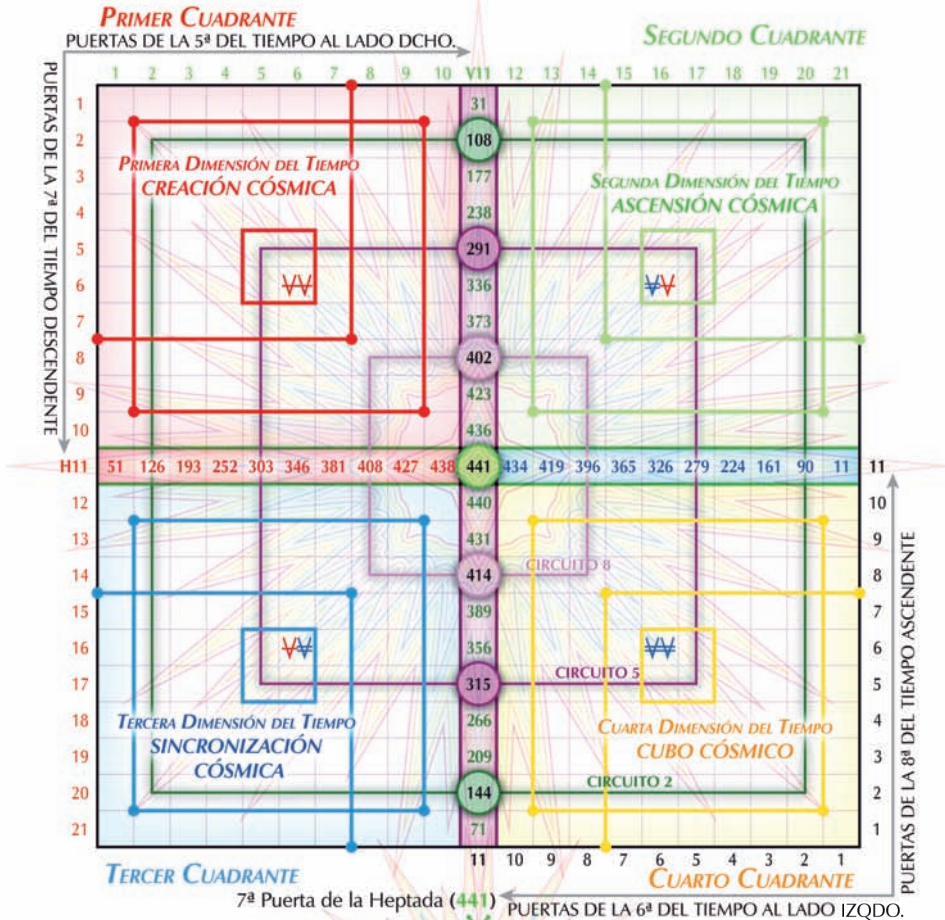 PRIMER CUADRANTE
PUERTAS DE LA 5ª DEL TIEMPO AL LADO DCHO.
SEGUNDO CUADRANTE
PUERTAS DE LA 7ª DEL TIEMPO DESCENDENTE
1 2 3 4 5 6 7 8 9 10 V11 12 13 14 15 16 17 18 19 20 21
1 31
2 108
PRIMERA DIMENSIÓN DEL TIEMPO
CREACIÓN CÓSMICA
3 177
SEGUNDA DIMENSIÓN DEL TIEMPO
ASCENSIÓN CÓSMICA
4 238
5 291
6 336
7 373
8 402
9 423
10 436
H11 51 126 193 252 303 346 381 408 427 438 441 434 419 396 365 326 279 224 161 90 11 11
12 440 10
13 431 9
CIRCUITO 8
14 414 8
15 389 7
16 356 6
CIRCUITO 5
17 315 5
18 266 4
TERCERA DIMENSIÓN DEL TIEMPO
SINCRONIZACIÓN
CÓSMICA
CUARTA DIMENSIÓN DEL TIEMPO
CUBO CÓSMICO
19 209 3
CIRCUITO 2
20 144 2
21 71 1
PUERTAS DE LA 8ª DEL TIEMPO ASCENDENTE
11 10 9 8 7 6 5 4 3 2 1
TERCER CUADRANTE
CUARTO CUADRANTE
7ª Puerta de la Heptada (441)
PUERTAS DE LA 6ª DEL TIEMPO AL LADO IZQDO.